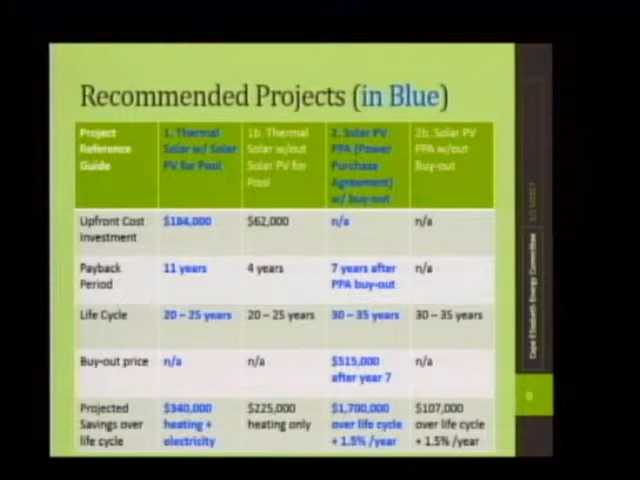 Recommended Projects (in Blue)
Project Reference Guide | 1. Thermal Solar w/ Solar PV for Pool | 1b. Thermal Solar w/out Solar PV for Pool | 2. Solar PV PPA (Power Purchase Agreement) w/ buy-out | 2b. Solar PV PPA w/out Buy-out
Upfront Cost Investment | $184,000 | $62,000 | n/a | n/a
Payback Period | 11 years | 4 years | 7 years after PPA buy-out | n/a
Life Cycle | 20 – 25 years | 20 – 25 years | 30 – 35 years | 30 – 35 years
Buy-out price | n/a | n/a | $515,000 after year 7 | n/a
Projected Savings over life cycle | $340,000 heating + electricity | $225,000 heating only | $1,700,000 over life cycle + 1.5% /year | $107,000 over life cycle + 1.5% /year
Cape Elizabeth Energy Committee
9